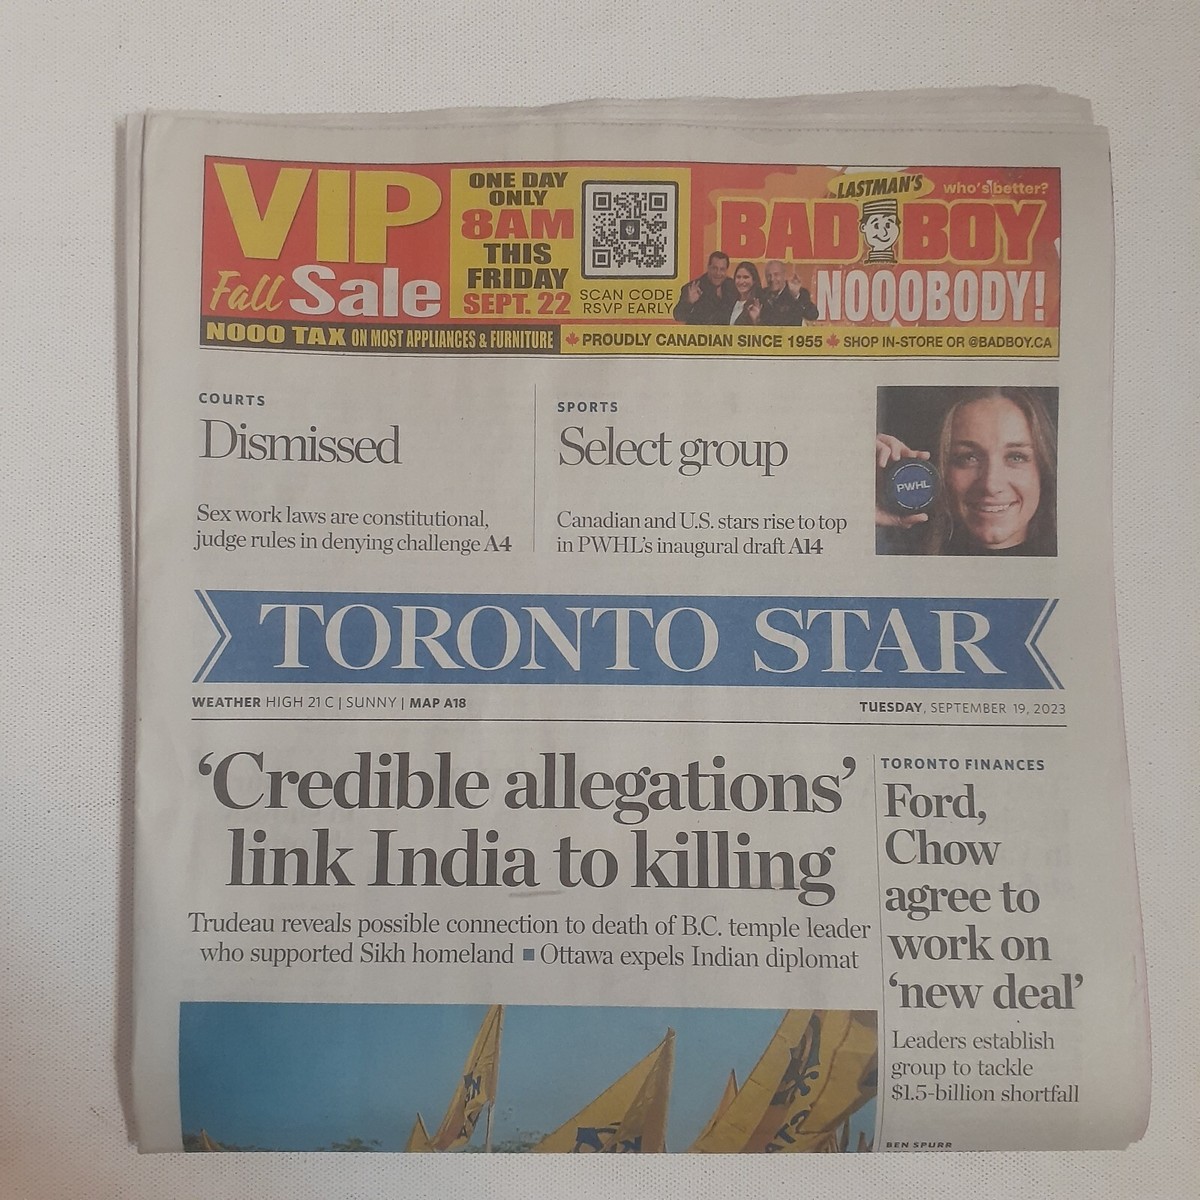 VIP
Fall Sale
ONE DAY
ONLY
8AM
THIS
FRIDAY
SEPT. 22
SCAN CODE
RSVP EARLY
LASTMAN'S
who's better?
BAD BOY
NOOOBODY!
NOOO TAX ON MOST APPLIANCES & FURNITURE
PROUDLY CANADIAN SINCE 1955 SHOP IN-STORE OR @BADBOY.CA
COURTS
Dismissed
Sex work laws are constitutional,
judge rules in denying challenge A4
SPORTS
Select group
Canadian and U.S. stars rise to top
in PWHL's inaugural draft A14
PWHL
TORONTO STAR
WEATHER HIGH 21 C | SUNNY | MAP A18
TUESDAY, SEPTEMBER 19, 2023
‘Credible allegations’
link India to killing
Trudeau reveals possible connection to death of B.C. temple leader
who supported Sikh homeland ■ Ottawa expels Indian diplomat
TORONTO FINANCES
Ford,
Chow
agree to
work on
‘new deal’
Leaders establish
group to tackle
$1.5-billion shortfall
BEN SPURR